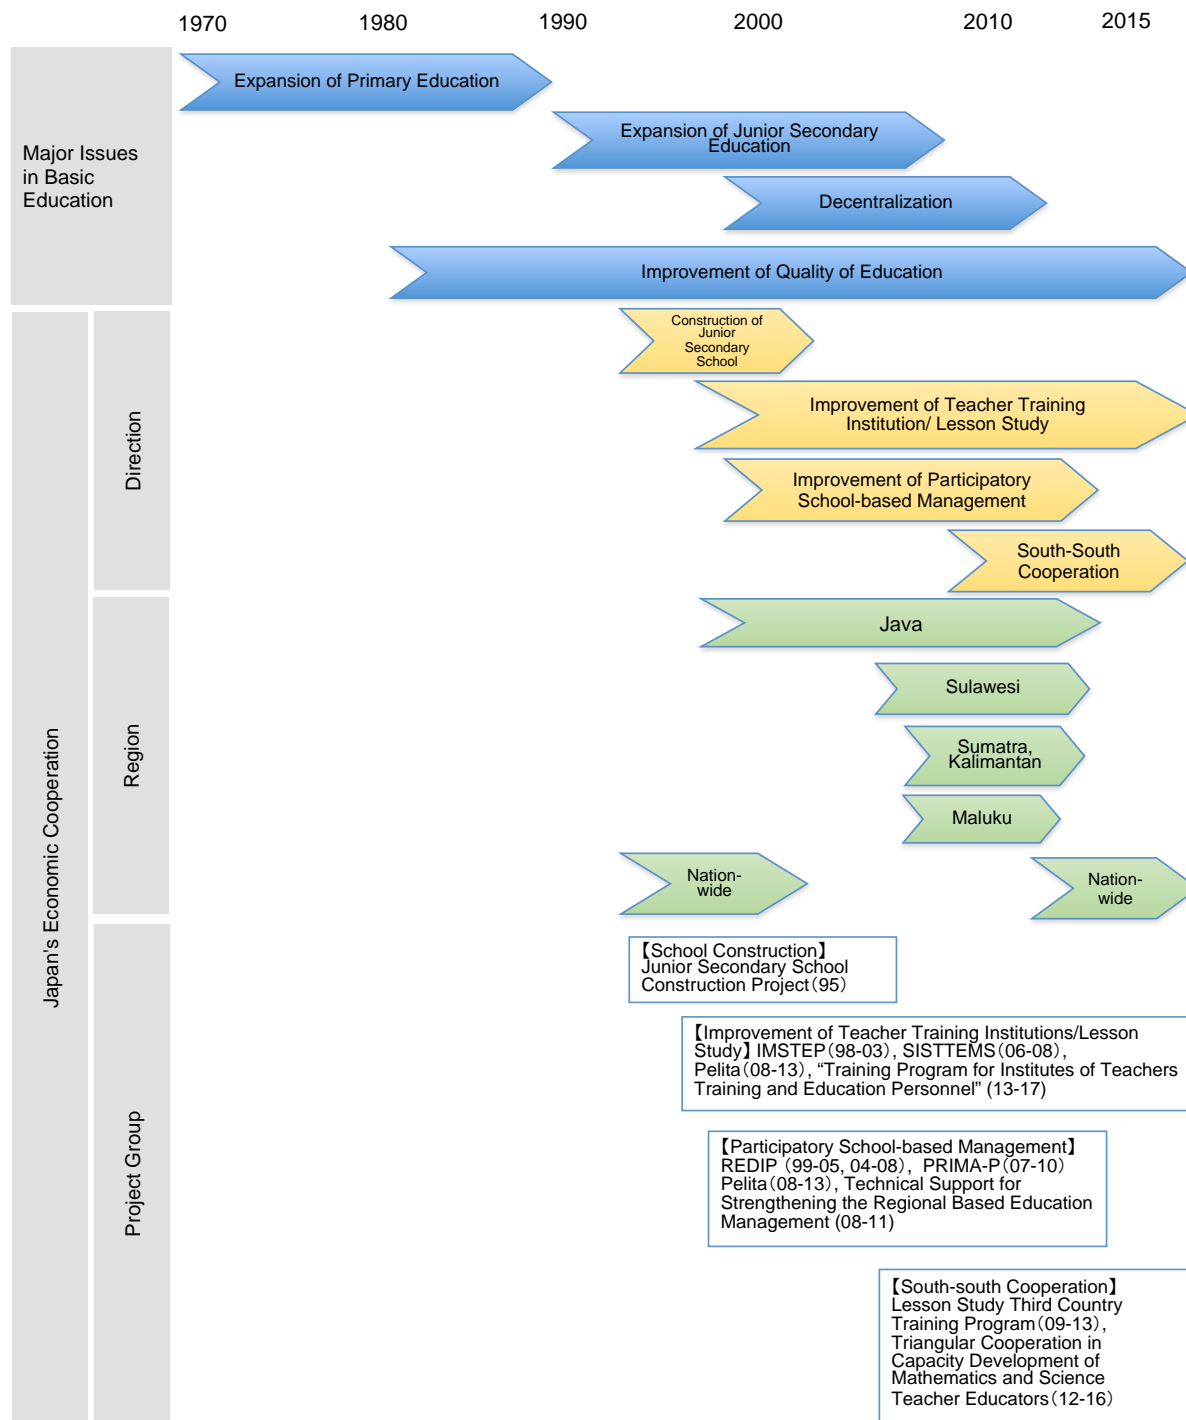 1970 1980 1990 2000 2010 2015
Major Issues
in Basic
Education
Expansion of Primary Education
Expansion of Junior Secondary
Education
Decentralization
Improvement of Quality of Education
Japan's Economic Cooperation
Direction
Construction of
Junior
Secondary
School
Improvement of Teacher Training
Institution/ Lesson Study
Improvement of Participatory
School-based Management
South-South
Cooperation
Region
Java
Sulawesi
Sumatra,
Kalimantan
Maluku
Nation-
wide
Nation-
wide
Project Group
【School Construction】
Junior Secondary School
Construction Project（95）
【Improvement of Teacher Training Institutions/Lesson
Study】 IMSTEP（98-03）, SISTTEMS（06-08）,
Pelita（08-13）, “Training Program for Institutes of Teachers
Training and Education Personnel” (13-17)
【Participatory School-based Management】
REDIP （99-05, 04-08）, PRIMA-P（07-10）
Pelita（08-13）, Technical Support for
Strengthening the Regional Based Education
Management (08-11)
【South-south Cooperation】
Lesson Study Third Country
Training Program（09-13）,
Triangular Cooperation in
Capacity Development of
Mathematics and Science
Teacher Educators（12-16）